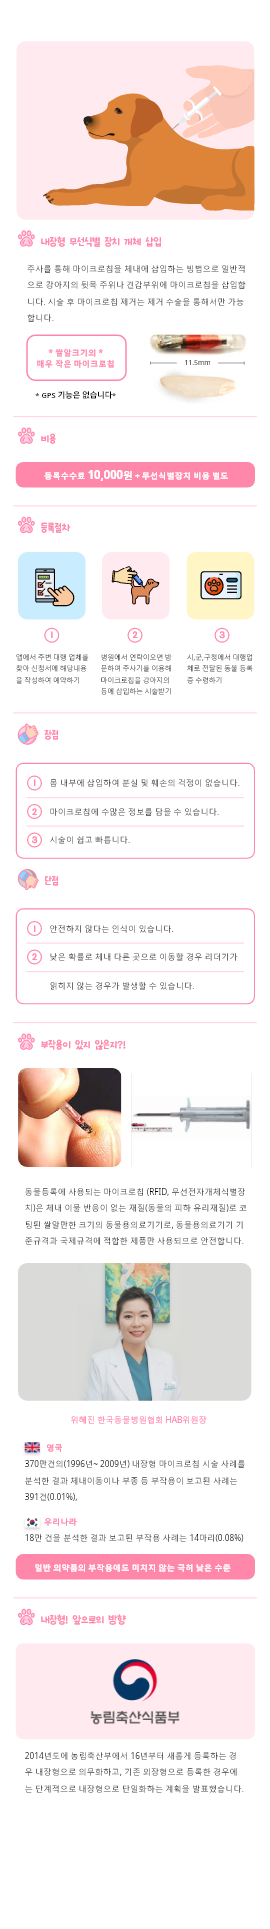 내장형 무선식별 장치 개체 삽입
주사를 통해 마이크로칩을 체내에 삽입하는 방법으로 일반적
으로 강아지의 뒷목 주위나 견갑부위에 마이크로칩을 삽입합
니다. 시술 후 마이크로칩 제거는 제거 수술을 통해서만 가능
합니다.
* 쌀알크기의 *
매우 작은 마이크로칩
11.5mm
* GPS 기능은 없습니다*
비용
등록수수료 10,000원 + 무선식별장치 비용 별도
등록절차
1
2
3
앱에서 주변 대행 업체를
찾아 신청서에 해당내용
을 작성하여 예약하기
병원에서 연락이오면 방
문하여 주사기를 이용해
마이크로칩을 강아지의
등에 삽입하는 시술받기
시,군,구청에서 대행업
체로 전달된 동물 등록
증 수령하기
장점
1 몸 내부에 삽입하여 분실 및 훼손의 걱정이 없습니다.
2 마이크로칩에 수많은 정보를 담을 수 있습니다.
3 시술이 쉽고 빠릅니다.
단점
1 안전하지 않다는 인식이 있습니다.
2 낮은 확률로 체내 다른 곳으로 이동할 경우 리더기가
읽히지 않는 경우가 발생할 수 있습니다.
부작용이 있지 않은지?!
동물등록에 사용되는 마이크로칩 (RFID, 무선전자개체식별장
치)은 체내 이물 반응이 없는 재질(동물의 피하 유리재질)로 코
팅된 쌀알만한 크기의 동물용의료기기로, 동물용의료기기 기
준규격과 국제규격에 적합한 제품만 사용되므로 안전합니다.
위혜진 한국동물병원협회 HAB위원장
영국
370만건의(1996년~ 2009년) 내장형 마이크로칩 시술 사례를
분석한 결과 체내이동이나 부종 등 부작용이 보고된 사례는
391건(0.01%),
우리나라
18만 건을 분석한 결과 보고된 부작용 사례는 14마리(0.08%)
일반 의약품의 부작용에도 미치지 않는 극히 낮은 수준
내장형! 앞으로의 방향
농림축산식품부
2014년도에 농림축산부에서 16년부터 새롭게 등록하는 경
우 내장형으로 의무화하고, 기존 외장형으로 등록한 경우에
는 단계적으로 내장형으로 단일화하는 계획을 발표했습니다.